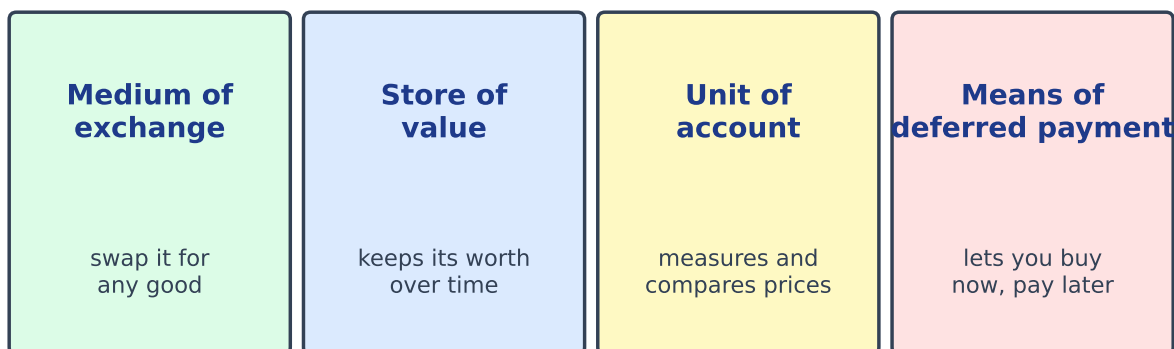 Medium of
exchange
swap it for
any good
Store of
value
keeps its worth
over time
Unit of
account
measures and
compares prices
Means of
deferred payment
lets you buy
now, pay later